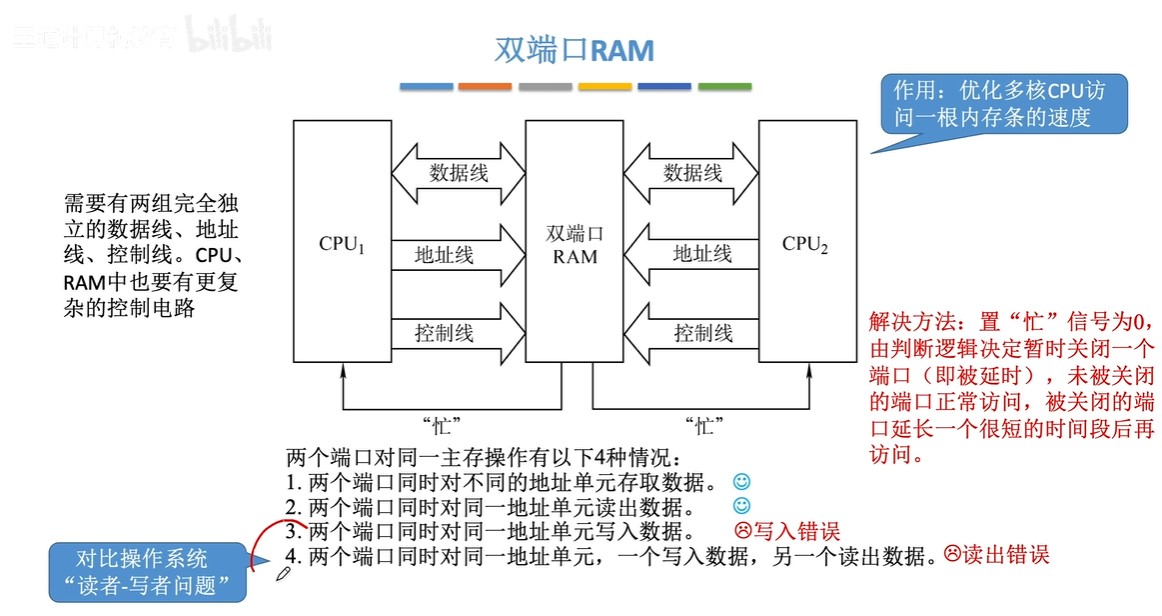 bilibili
双端口RAM
作用：优化多核CPU访
问一根内存条的速度
需要有两组完全独
立的数据线、地址
线、控制线。CPU、
RAM中也要有更复
杂的控制电路
CPU1
数据线
地址线
控制线
双端口
RAM
数据线
地址线
控制线
CPU2
“忙”
“忙”
解决方法：置“忙”信号为0，
由判断逻辑决定暂时关闭一个
端口（即被延时），未被关闭
的端口正常访问，被关闭的端
口延长一个很短的时间段后再
访问。
两个端口对同一主存操作有以下4种情况：
1. 两个端口同时对不同的地址单元存取数据。
2. 两个端口同时对同一地址单元读出数据。
3. 两个端口同时对同一地址单元写入数据。 写入错误
4. 两个端口同时对同一地址单元，一个写入数据，另一个读出数据。读出错误
对比操作系统
“读者-写者问题”